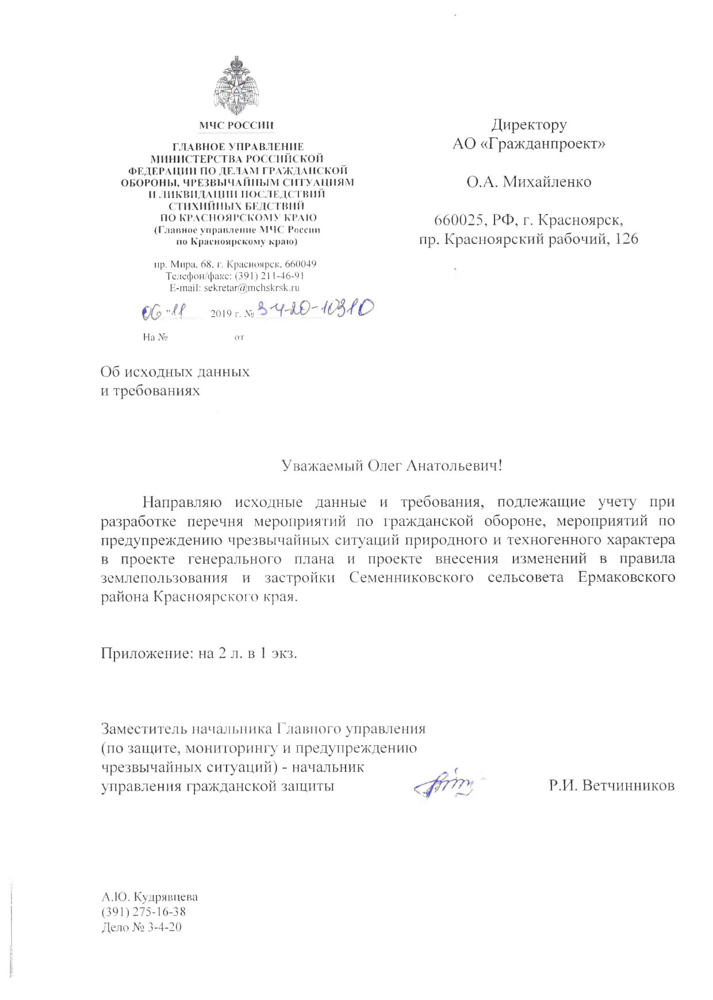 МЧС РОССИИ
ГЛАВНОЕ УПРАВЛЕНИЕ
МИНИСТЕРСТВА РОССИЙСКОЙ
ФЕДЕРАЦИИ ПО ДЕЛАМ ГРАЖДАНСКОЙ
ОБОРОНЫ, ЧРЕЗВЫЧАЙНЫМ СИТУАЦИЯМ
И ЛИКВИДАЦИИ ПОСЛЕДСТВИЙ
СТИХИЙНЫХ БЕДСТВИЙ
ПО КРАСНОЯРСКОМУ КРАЮ
(Главное управление МЧС России
по Красноярскому краю)
пр. Мира, 68, г. Красноярск, 660049
Телефон/факс: (391) 211-46-91
E-mail: sekretar@mchskrsk.ru
06 "11 2019 г. № 3-4-20-10310
На № от
Директору
АО «Гражданпроект»
О.А. Михайленко
660025, РФ, г. Красноярск,
пр. Красноярский рабочий, 126
Об исходных данных
и требованиях
Уважаемый Олег Анатольевич!
Направляю исходные данные и требования, подлежащие учету при
разработке перечня мероприятий по гражданской обороне, мероприятий по
предупреждению чрезвычайных ситуаций природного и техногенного характера
в проекте генерального плана и проекте внесения изменений в правила
землепользования и застройки Семенниковского сельсовета Ермаковского
района Красноярского края.
Приложение: на 2 л. в 1 экз.
Заместитель начальника Главного управления
(по защите, мониторингу и предупреждению
чрезвычайных ситуаций) - начальник
управления гражданской защиты Р.И. Ветчинников
А.Ю. Кудрявцева
(391) 275-16-38
Дело № 3-4-20